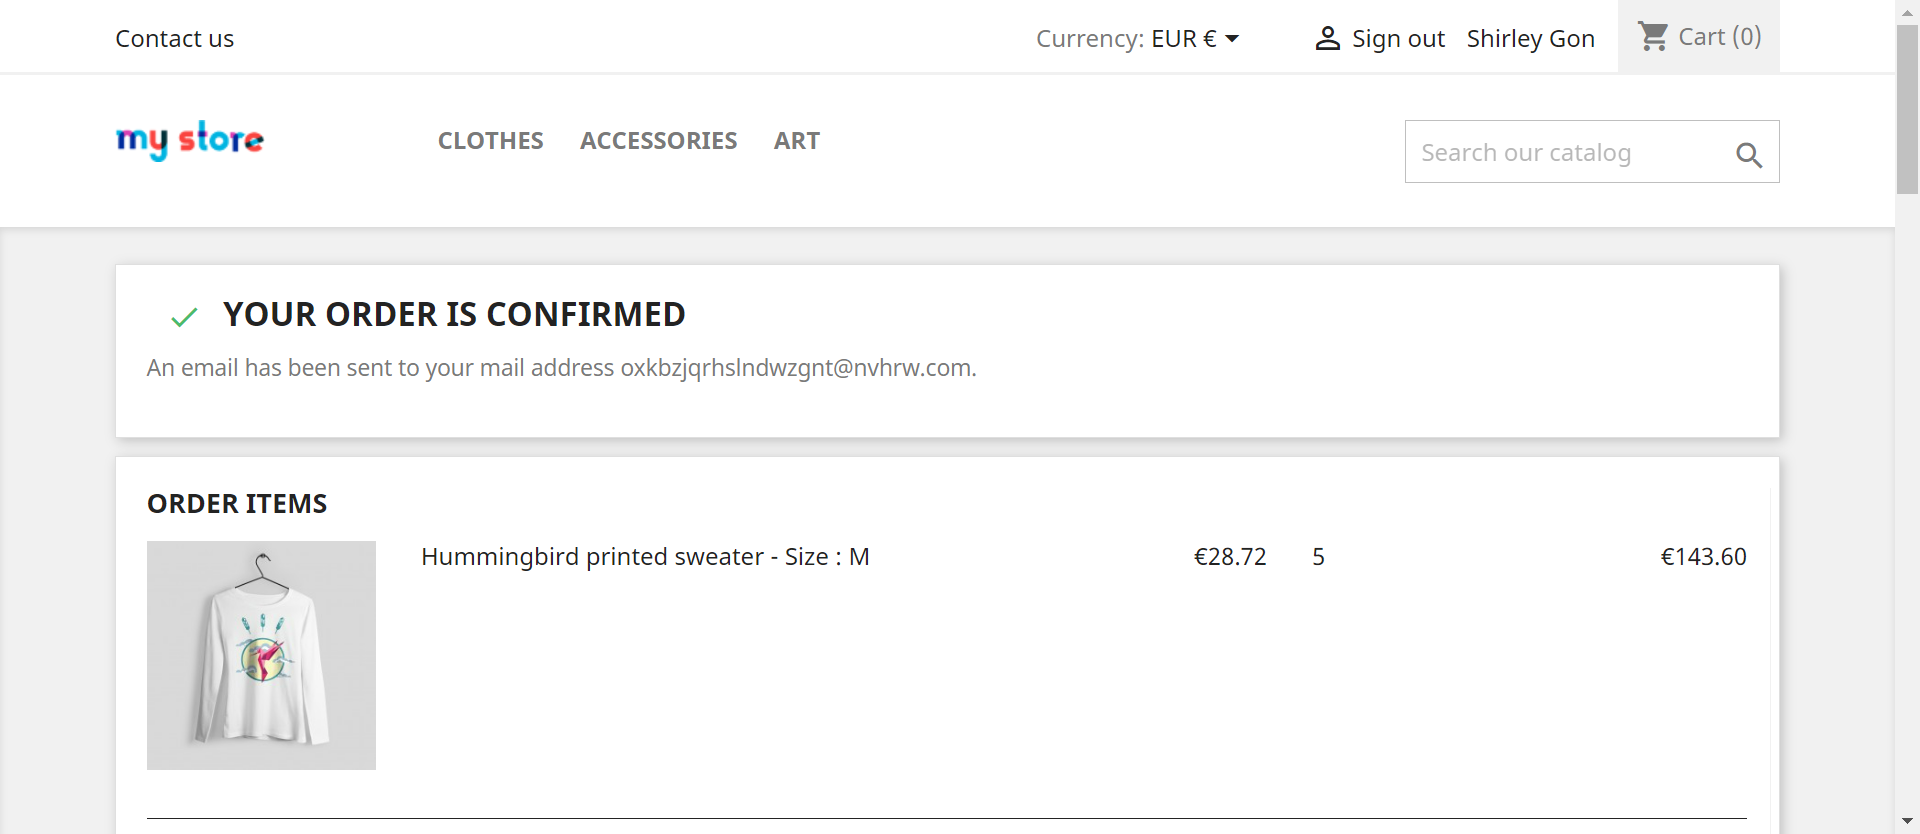 Contact us
Currency: EUR €
Sign out
Shirley Gon
Cart (0)
my store
CLOTHES
ACCESSORIES
ART
Search our catalog
YOUR ORDER IS CONFIRMED
An email has been sent to your mail address oxkbzjqrhslndwzgnt@nvhrw.com.
ORDER ITEMS
Hummingbird printed sweater - Size : M
€28.72
5
€143.60